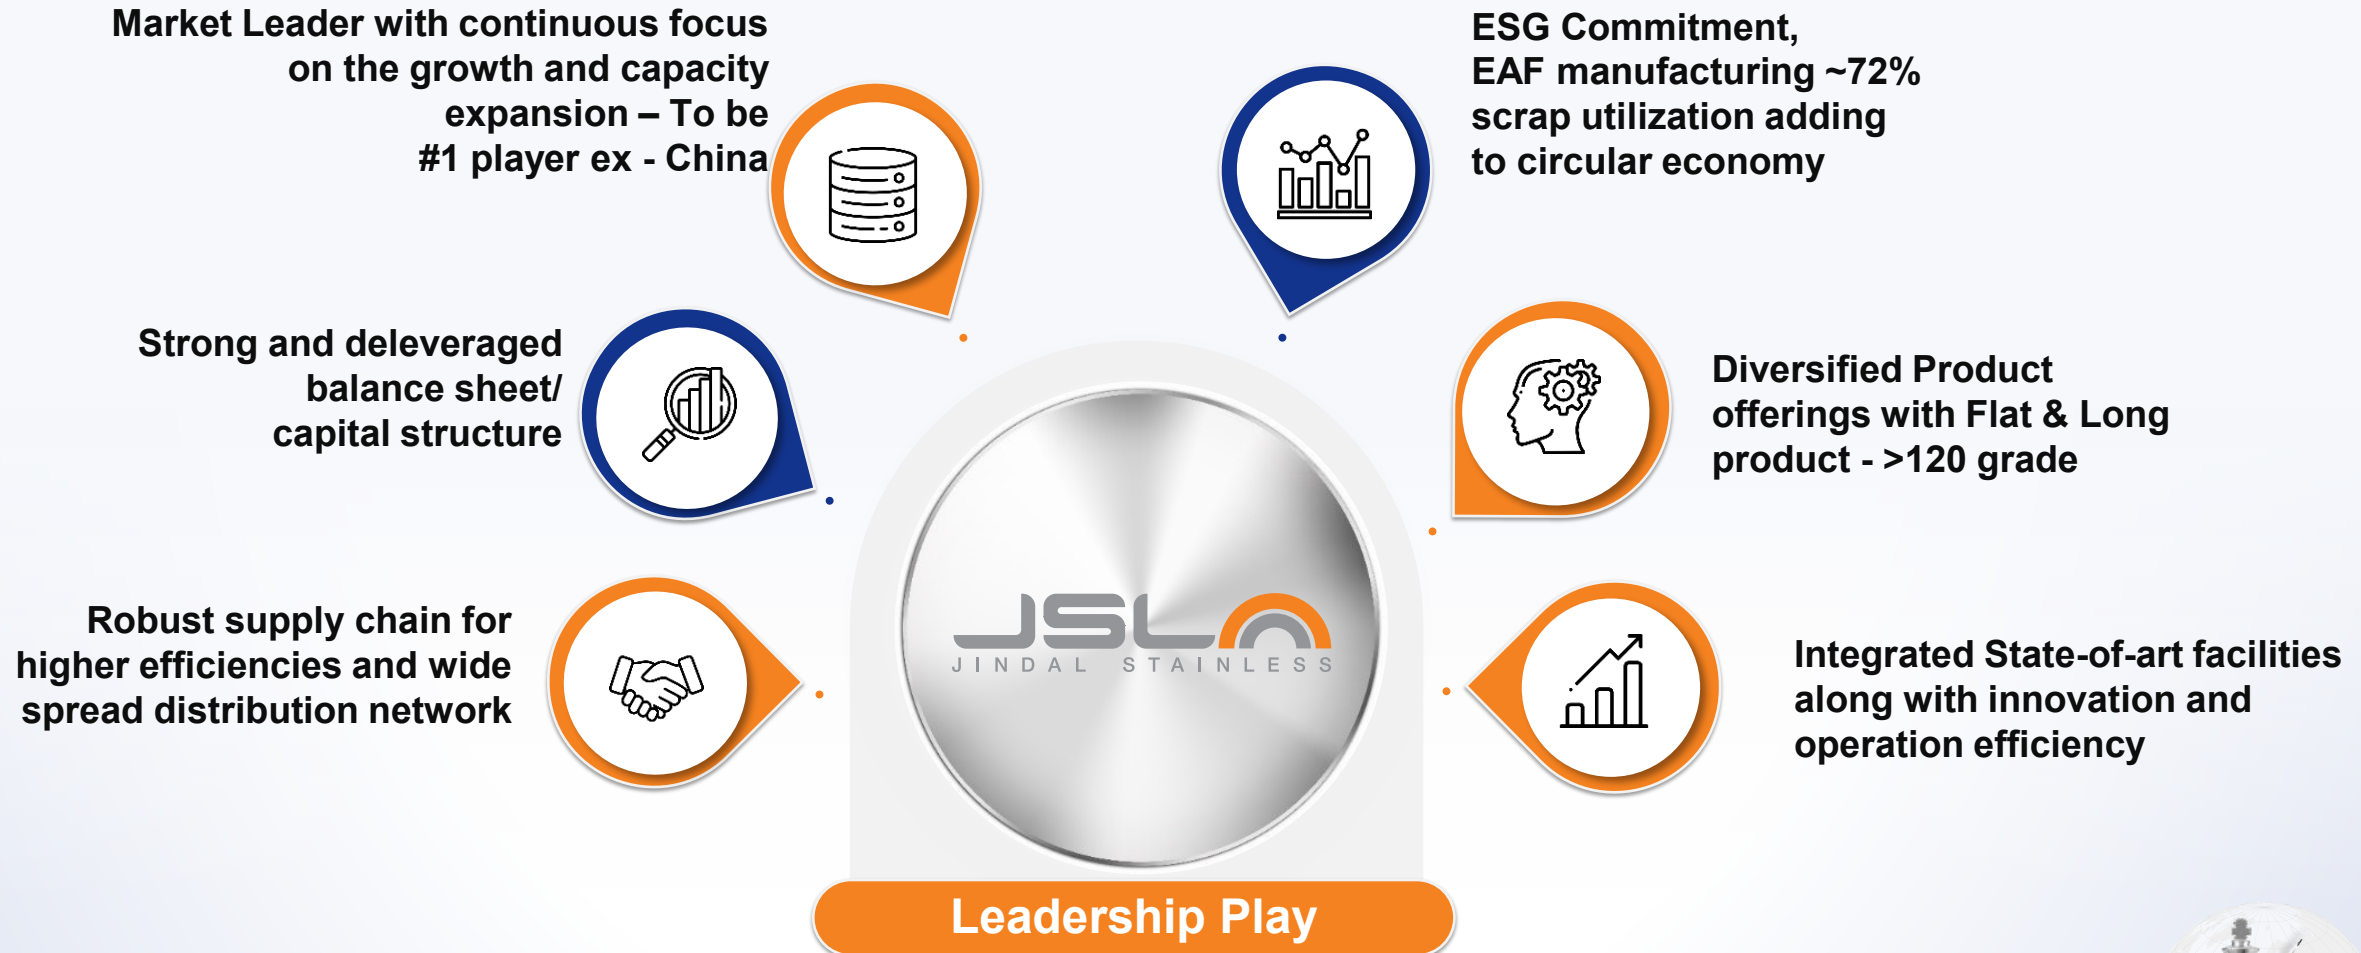 Market Leader with continuous focus
on the growth and capacity
expansion – To be
#1 player ex - China
ESG Commitment,
EAF manufacturing ~72%
scrap utilization adding
to circular economy
Strong and deleveraged
balance sheet/
capital structure
Diversified Product
offerings with Flat & Long
product - >120 grade
Robust supply chain for
higher efficiencies and wide
spread distribution network
JSL
JINDAL STAINLESS
Integrated State-of-art facilities
along with innovation and
operation efficiency
Leadership Play